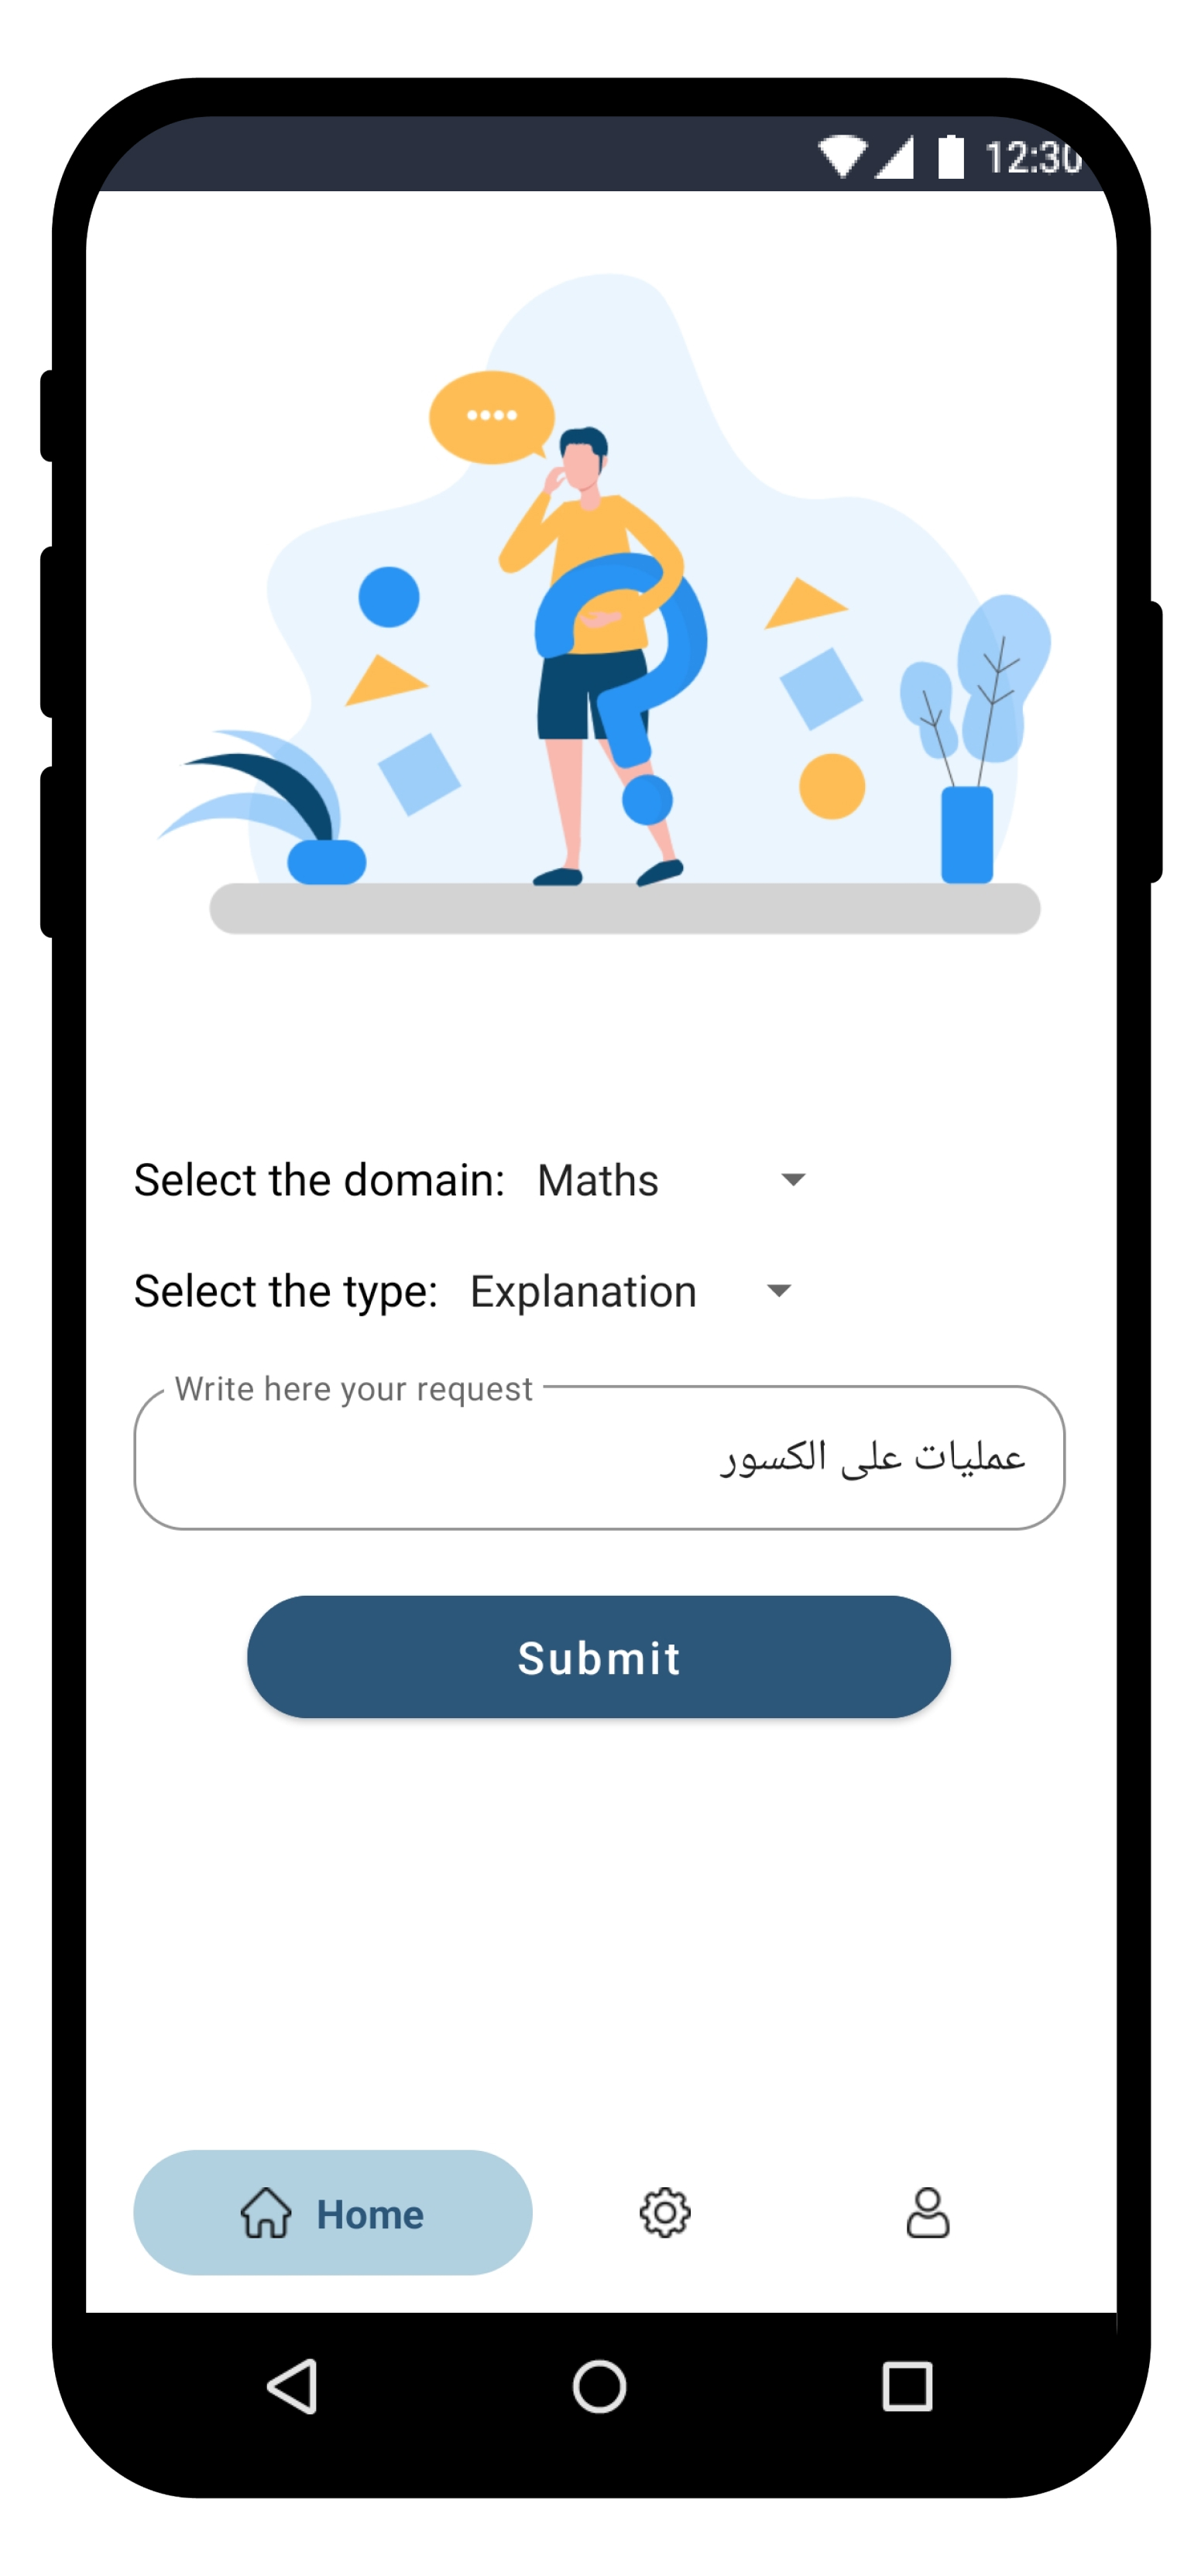 12:30
Select the domain: Maths
Select the type: Explanation
Write here your request
عمليات على الكسور
Submit
Home